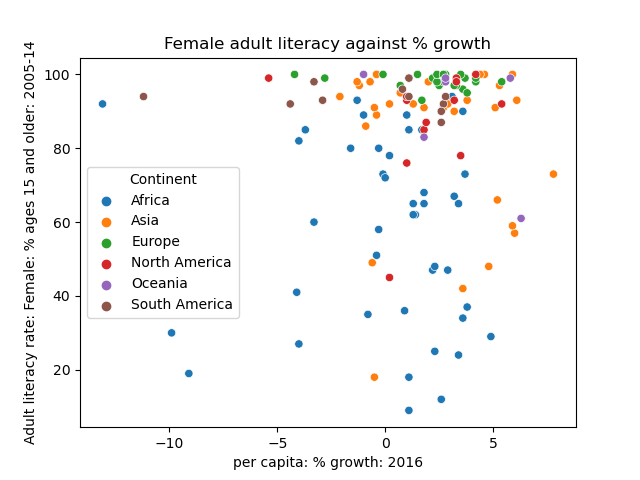 Female adult literacy against % growth
Adult literacy rate: Female: % ages 15 and older: 2005-14
100
80
60
40
20
Continent
Africa
Asia
Europe
North America
Oceania
South America
−10
−5
0
5
per capita: % growth: 2016